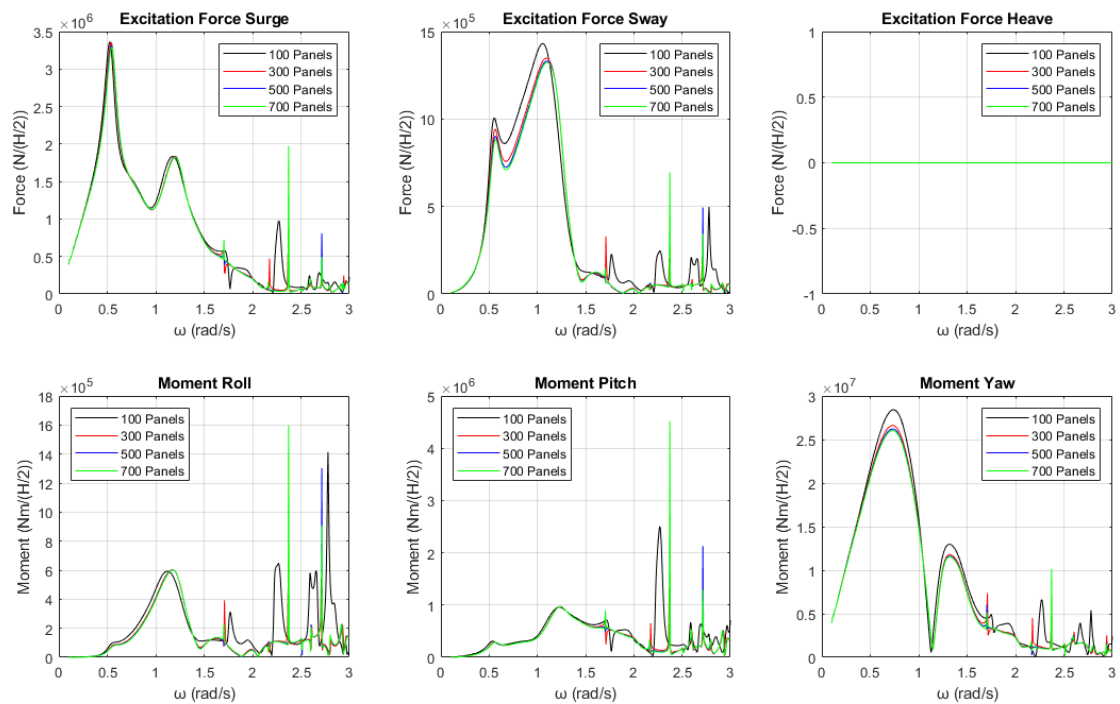 Excitation Force Surge
×10⁶
3.5
3
2.5
2
1.5
1
0.5
0
Force (N/(H/2))
100 Panels
300 Panels
500 Panels
700 Panels
0 0.5 1 1.5 2 2.5 3
ω (rad/s)
Excitation Force Sway
×10⁵
15
10
5
0
Force (N/(H/2))
100 Panels
300 Panels
500 Panels
700 Panels
0 0.5 1 1.5 2 2.5 3
ω (rad/s)
Excitation Force Heave
1
0.5
0
-0.5
-1
Force (N/(H/2))
100 Panels
300 Panels
500 Panels
700 Panels
0 0.5 1 1.5 2 2.5 3
ω (rad/s)
Moment Roll
×10⁵
18
16
14
12
10
8
6
4
2
0
Moment (Nm/(H/2))
100 Panels
300 Panels
500 Panels
700 Panels
0 0.5 1 1.5 2 2.5 3
ω (rad/s)
Moment Pitch
×10⁶
5
4
3
2
1
0
Moment (Nm/(H/2))
100 Panels
300 Panels
500 Panels
700 Panels
0 0.5 1 1.5 2 2.5 3
ω (rad/s)
Moment Yaw
×10⁷
3
2.5
2
1.5
1
0.5
0
Moment (Nm/(H/2))
100 Panels
300 Panels
500 Panels
700 Panels
0 0.5 1 1.5 2 2.5 3
ω (rad/s)